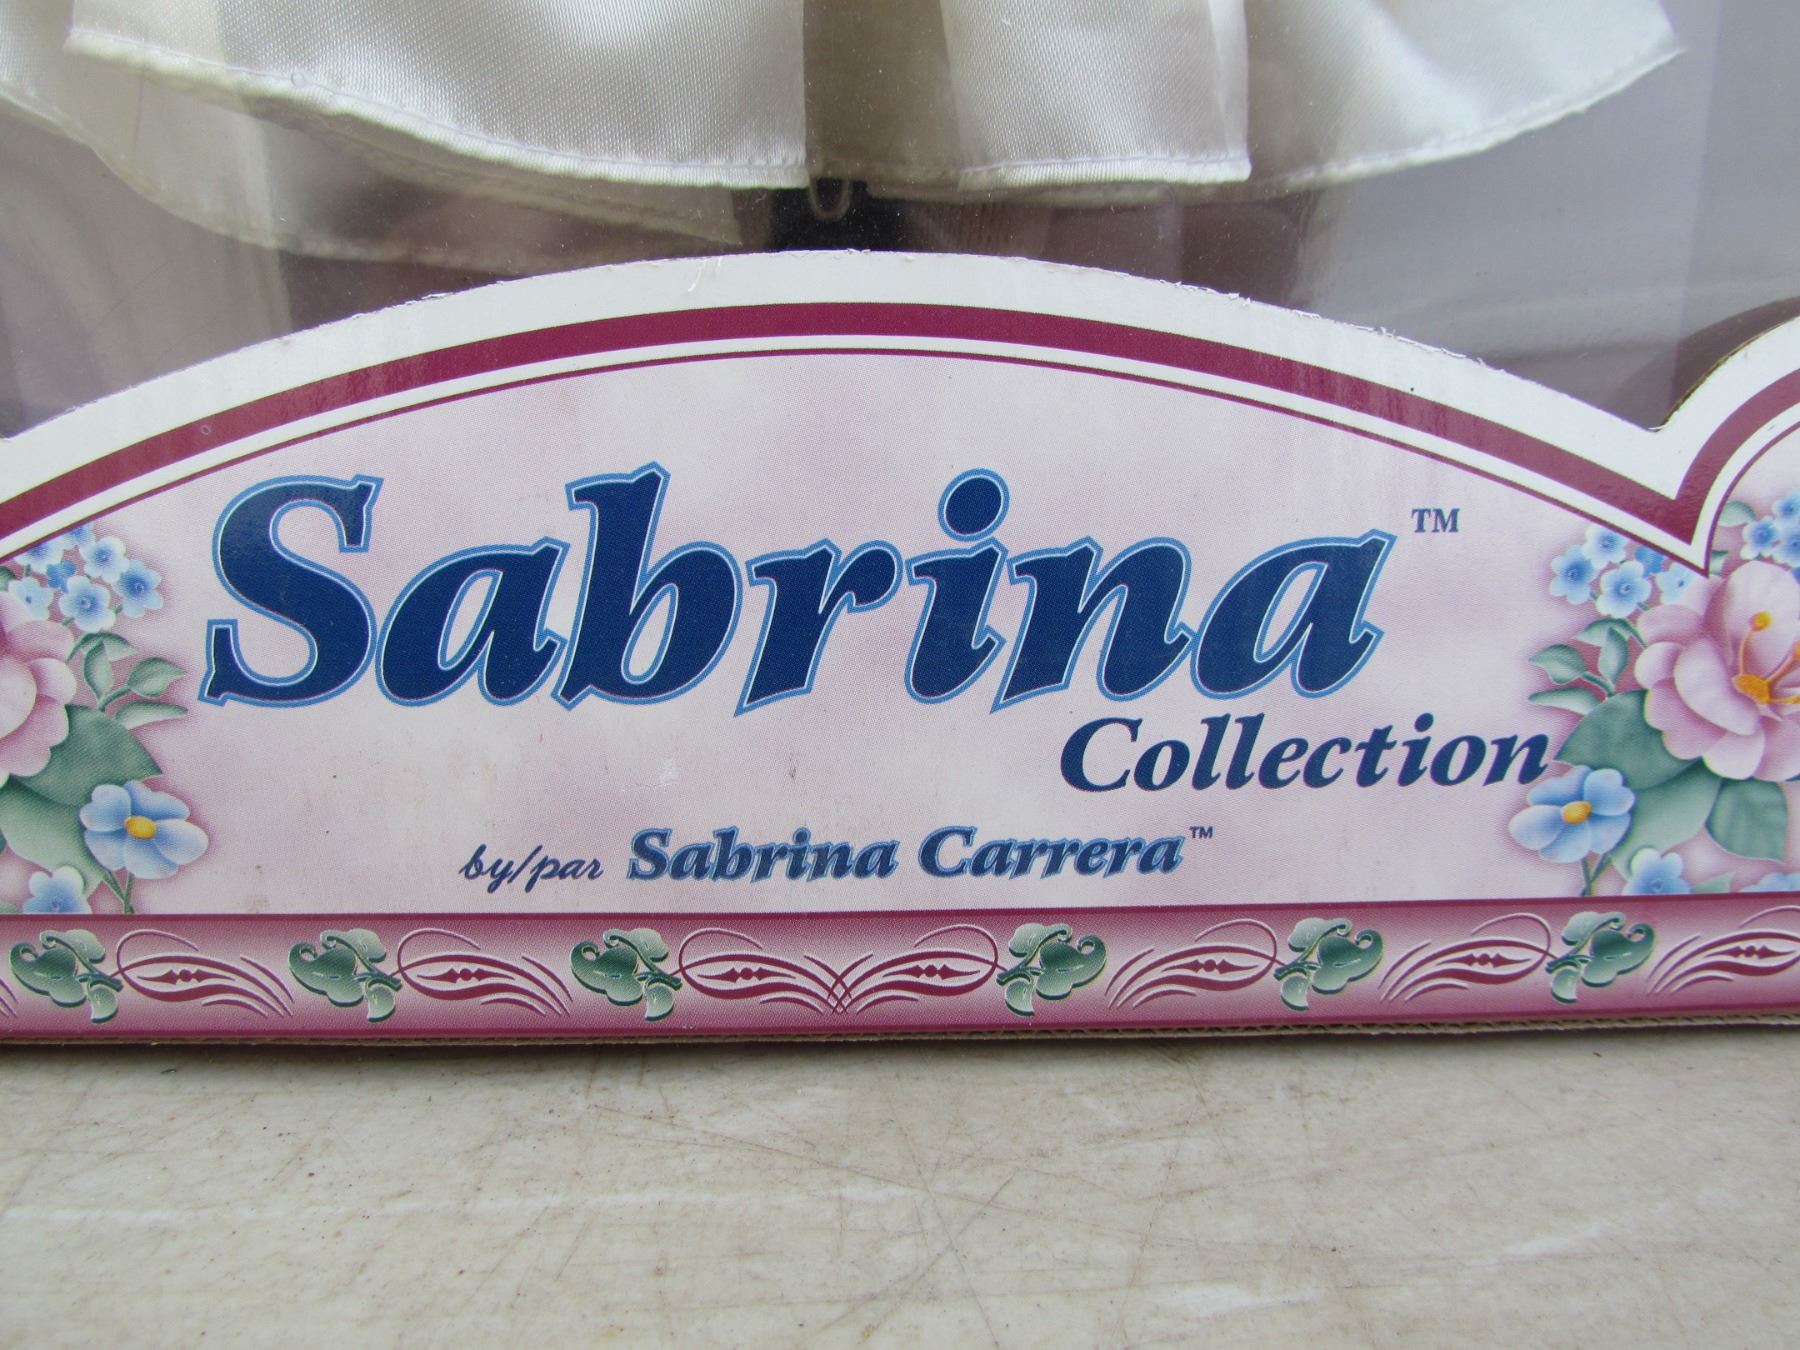 Sabrina™
Collection
by/par Sabrina Carrera™